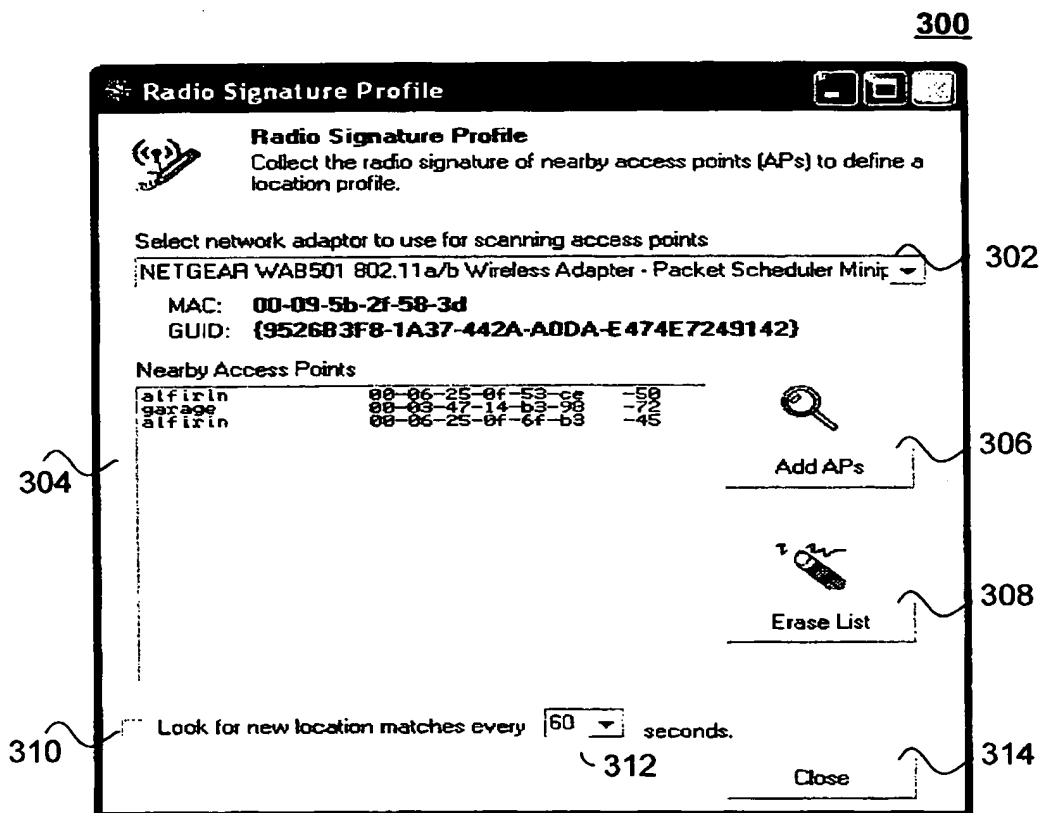 300
Radio Signature Profile
Radio Signature Profile
Collect the radio signature of nearby access points (APs) to define a
location profile.
Select network adaptor to use for scanning access points
NETGEAR WAB501 802.11a/b Wireless Adapter - Packet Scheduler Minip
302
MAC: 00-09-5b-2f-58-3d
GUID: {9526B3F8-1A37-442A-A0DA-E474E7249142}
Nearby Access Points
alfirin 00-06-25-0f-53-ce -50
garage 00-03-47-14-b3-98 -72
alfirin 00-06-25-0f-6f-b3 -45
304
Add APs
306
Erase List
308
310
Look for new location matches every 60 seconds.
312
Close
314